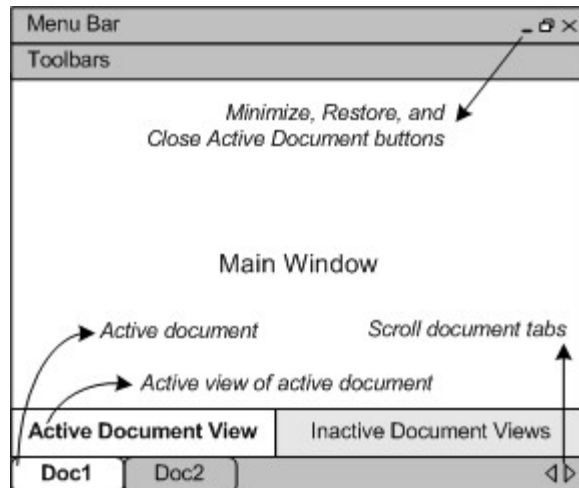 Menu Bar
Toolbars
Minimize, Restore, and
Close Active Document buttons
Main Window
Active document
Scroll document tabs
Active view of active document
Active Document View
Inactive Document Views
Doc1
Doc2